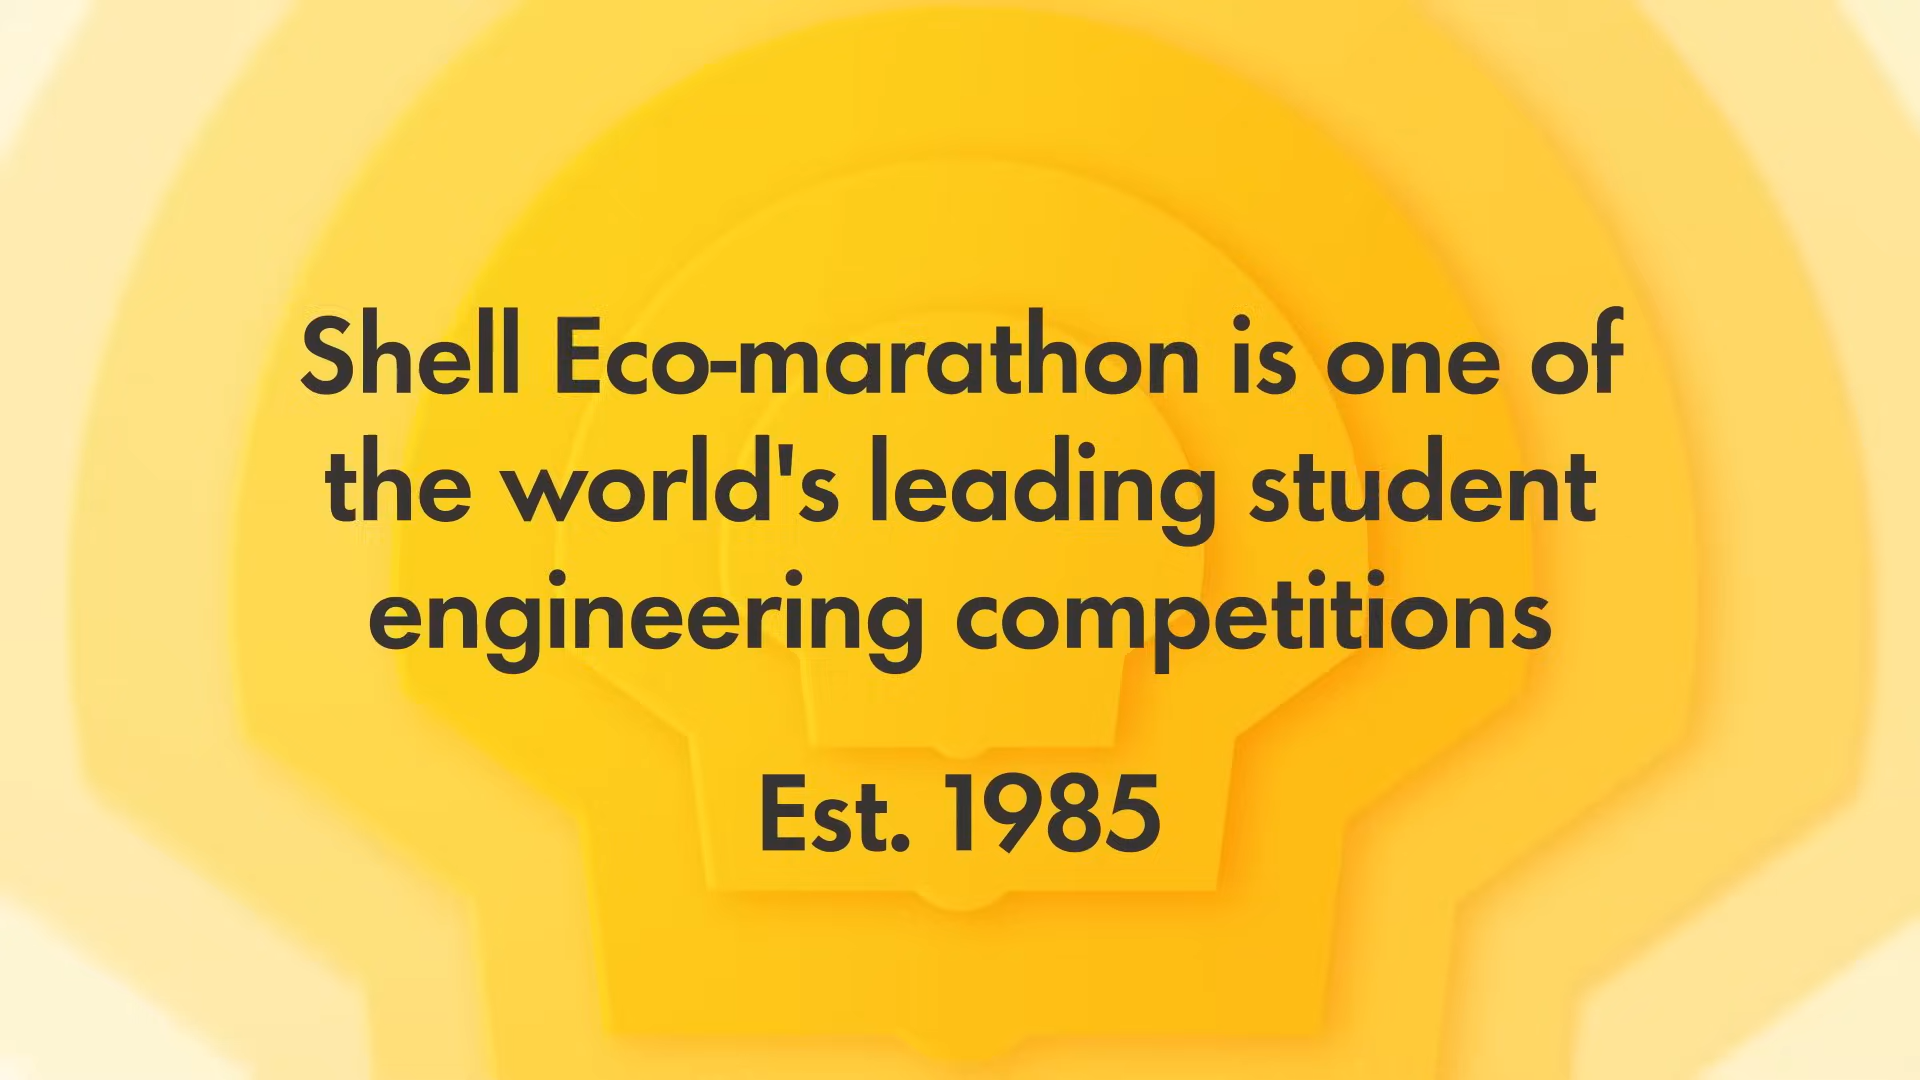 Shell Eco-marathon is one of
the world's leading student
engineering competitions
Est. 1985